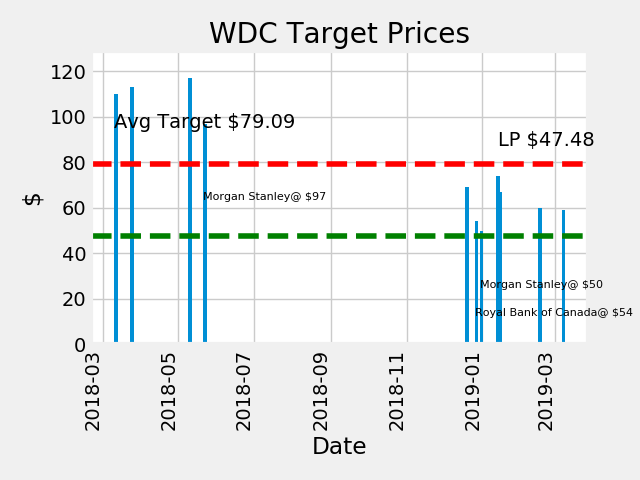 WDC Target Prices
120
100
80
60
40
20
0
$
Avg Target $79.09
LP $47.48
Morgan Stanley@ $97
Morgan Stanley@ $50
Royal Bank of Canada@ $54
2018-03
2018-05
2018-07
2018-09
2018-11
2019-01
2019-03
Date